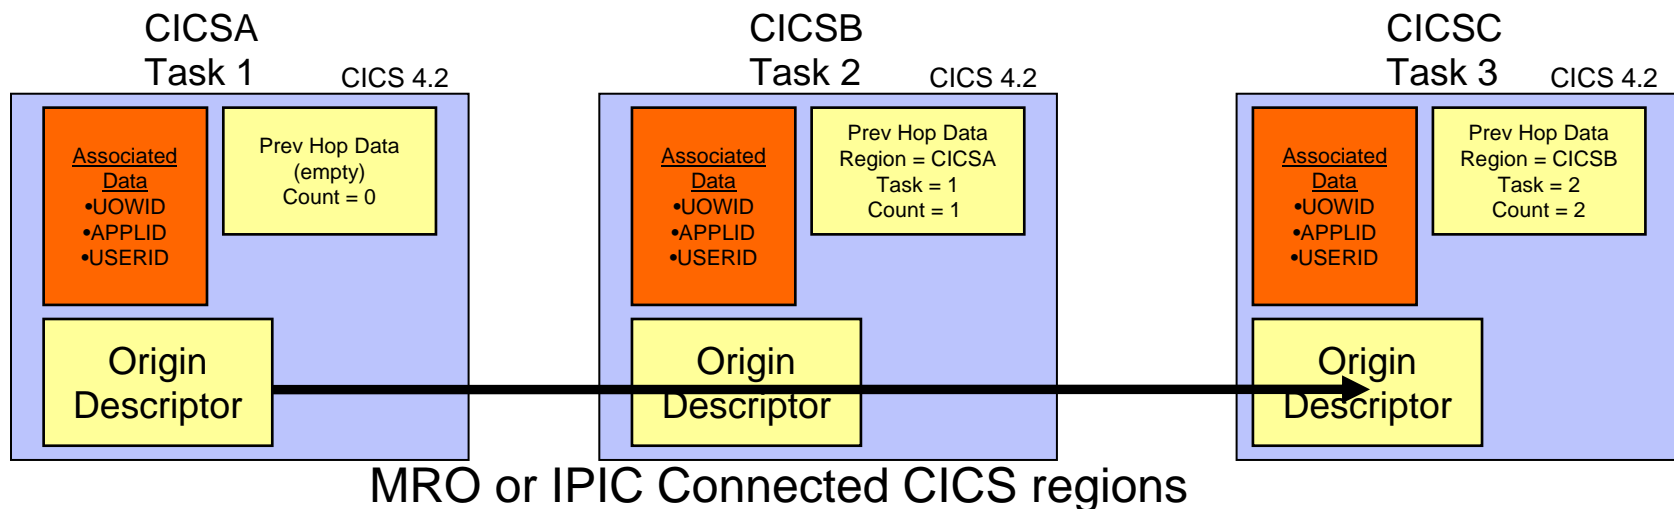 CICSA
Task 1
CICS 4.2
Associated
Data
•UOWID
•APPLID
•USERID
Prev Hop Data
(empty)
Count = 0
Origin
Descriptor
CICSB
Task 2
CICS 4.2
Associated
Data
•UOWID
•APPLID
•USERID
Prev Hop Data
Region = CICSA
Task = 1
Count = 1
Origin
Descriptor
CICSC
Task 3
CICS 4.2
Associated
Data
•UOWID
•APPLID
•USERID
Prev Hop Data
Region = CICSB
Task = 2
Count = 2
Origin
Descriptor
MRO or IPIC Connected CICS regions